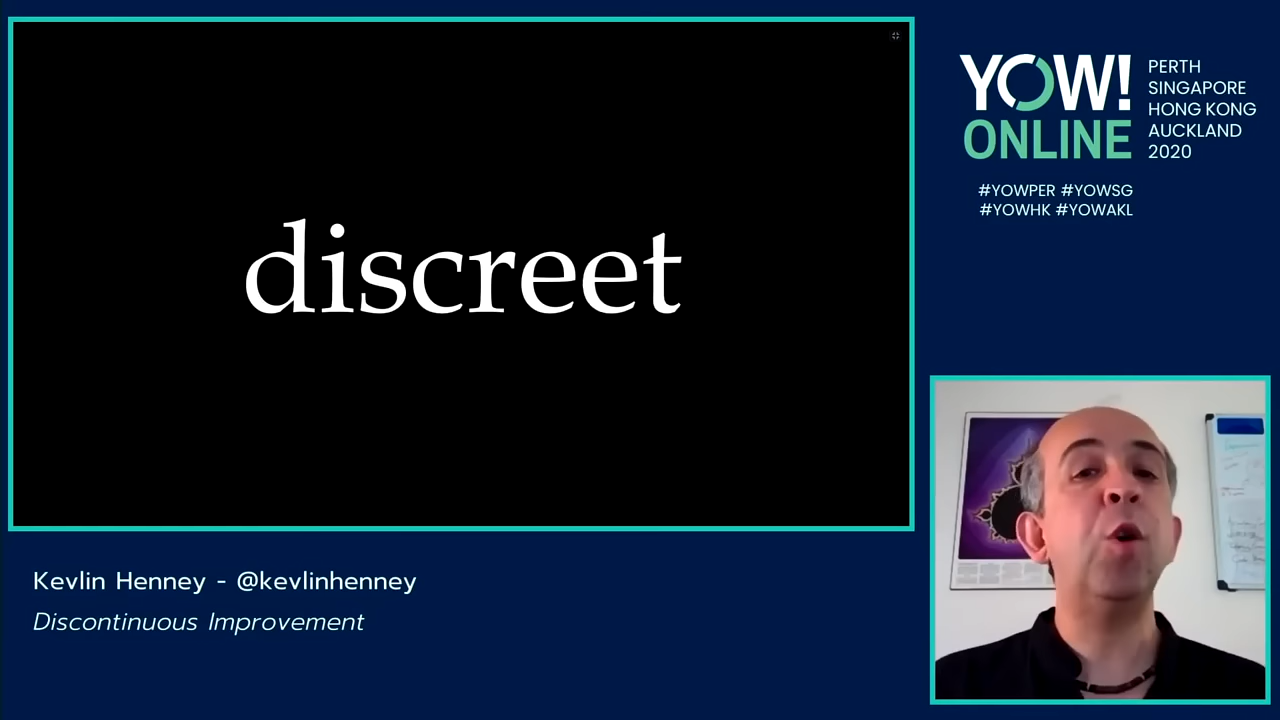 discreet
YOW!
ONLINE
PERTH
SINGAPORE
HONG KONG
AUCKLAND
2020
#YOWPER #YOWSG
#YOWHK #YOWAKL
Kevlin Henney - @kevlinhenney
Discontinuous Improvement